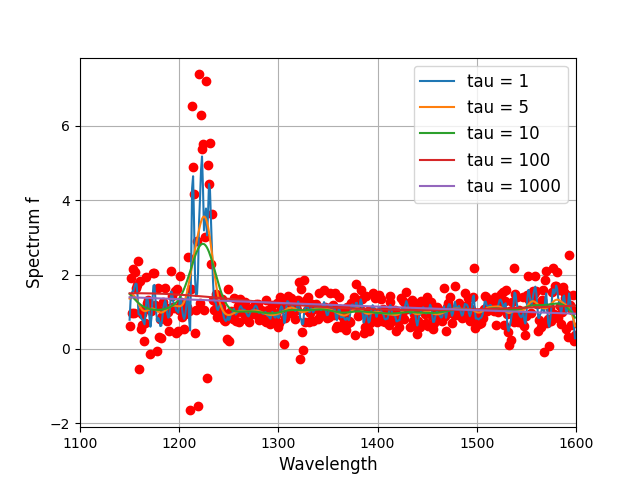 tau = 1
tau = 5
tau = 10
tau = 100
tau = 1000
Spectrum f
6
4
2
0
−2
1100 1200 1300 1400 1500 1600
Wavelength